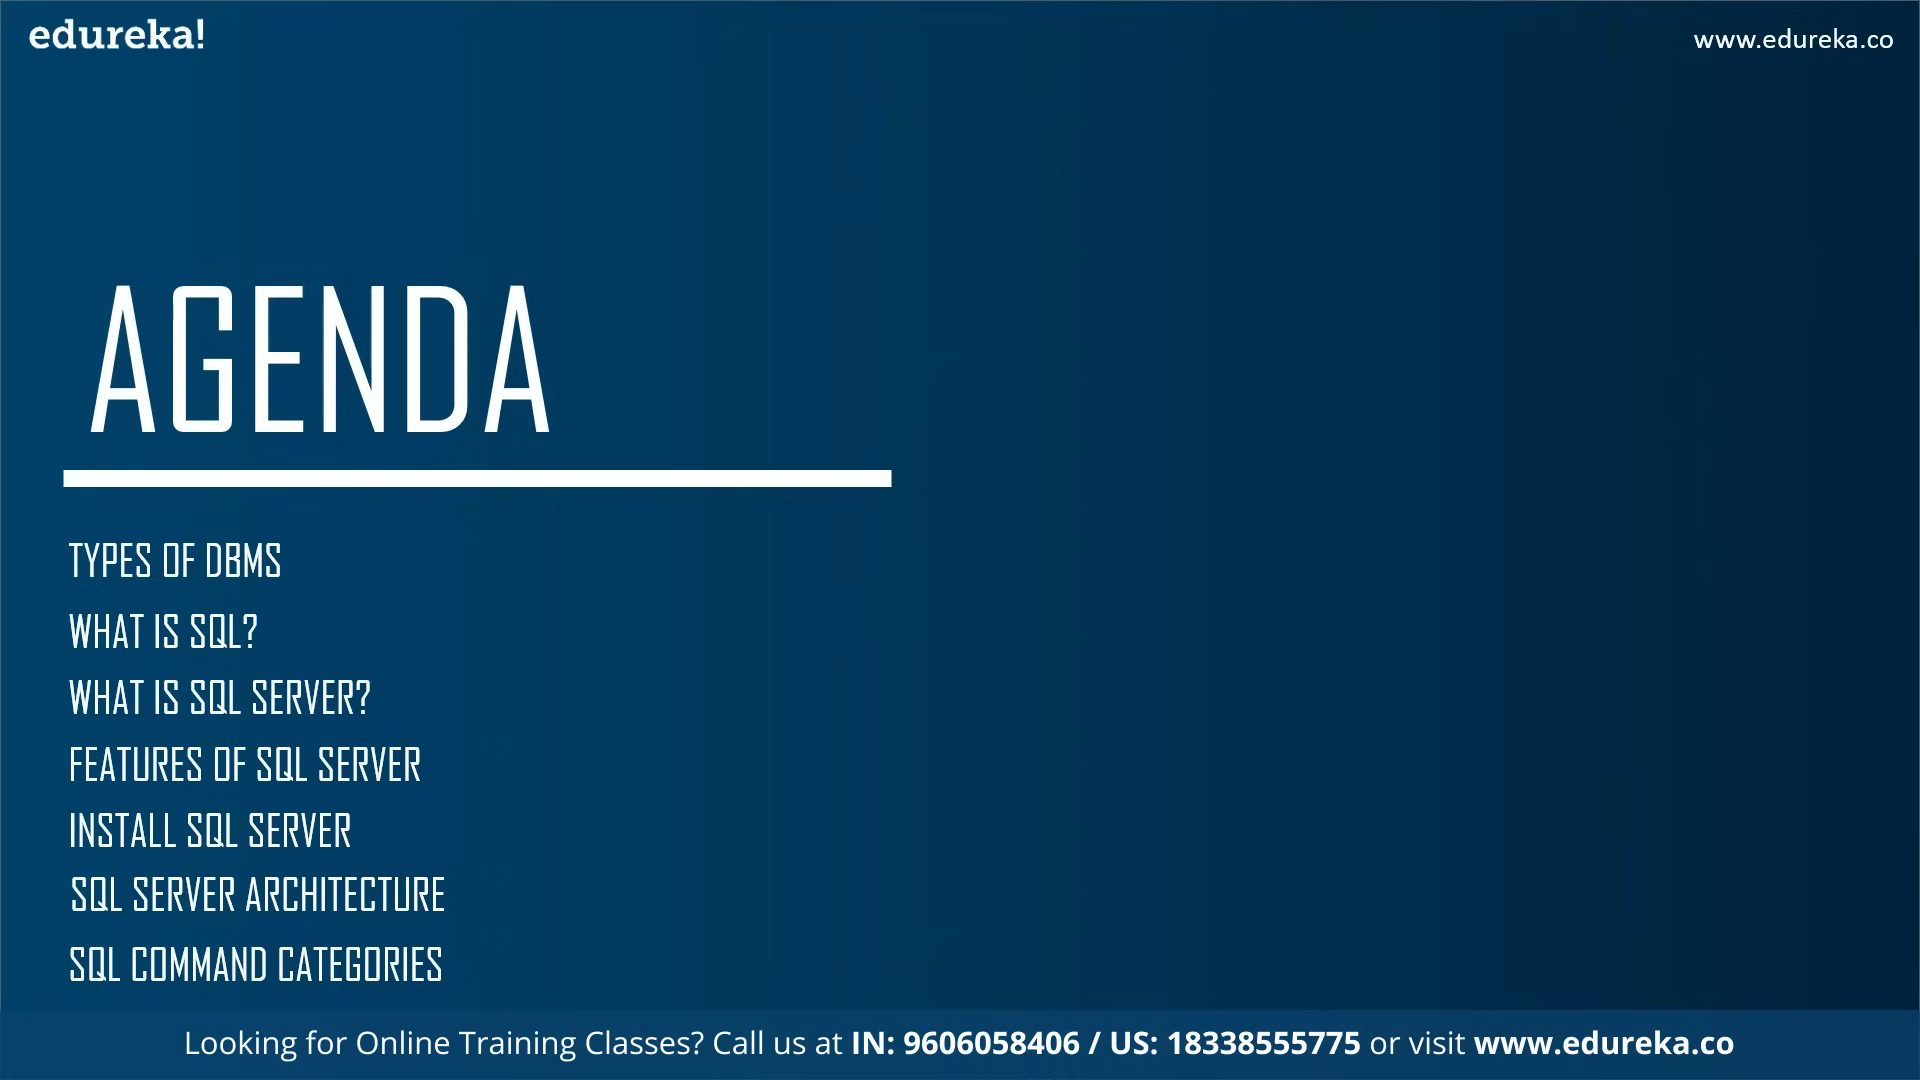 edureka!
www.edureka.co
AGENDA
TYPES OF DBMS
WHAT IS SQL?
WHAT IS SQL SERVER?
FEATURES OF SQL SERVER
INSTALL SQL SERVER
SQL SERVER ARCHITECTURE
SQL COMMAND CATEGORIES
Looking for Online Training Classes? Call us at IN: 9606058406 / US: 18338555775 or visit www.edureka.co